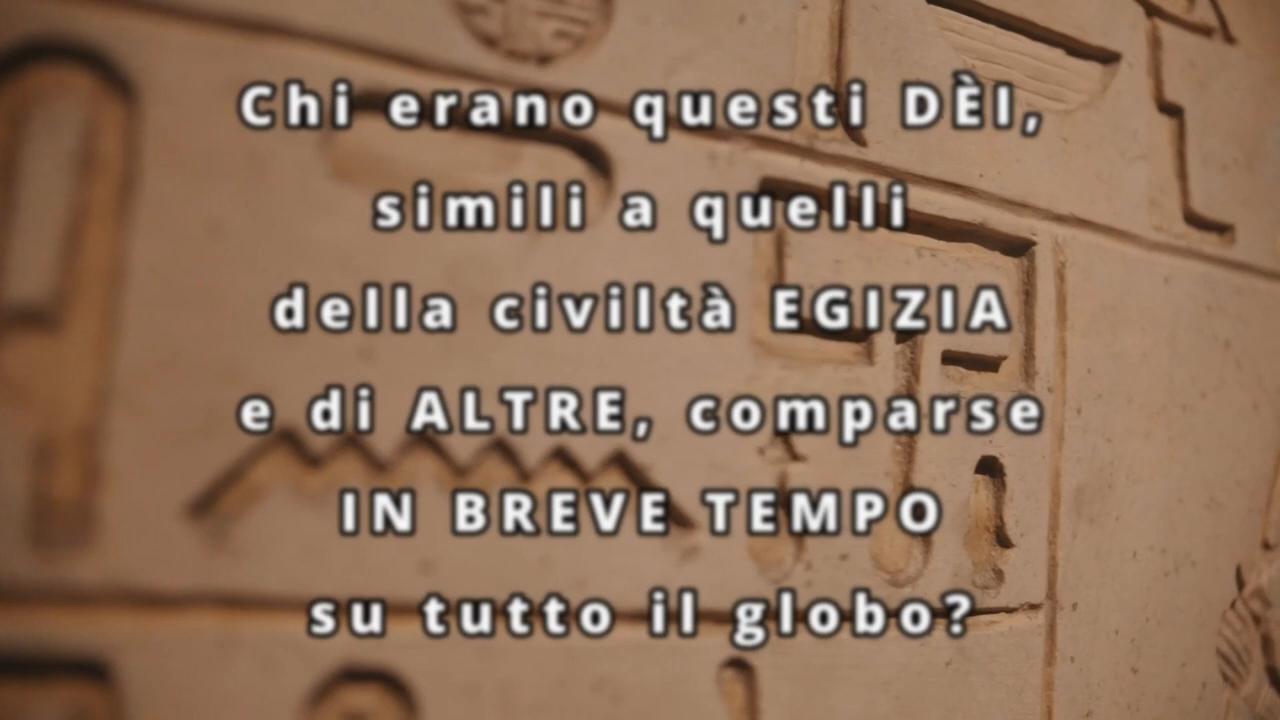 Chi erano questi DÈI,
simili a quelli
della civiltà EGIZIA
e di ALTRE, comparse
IN BREVE TEMPO
su tutto il globo?